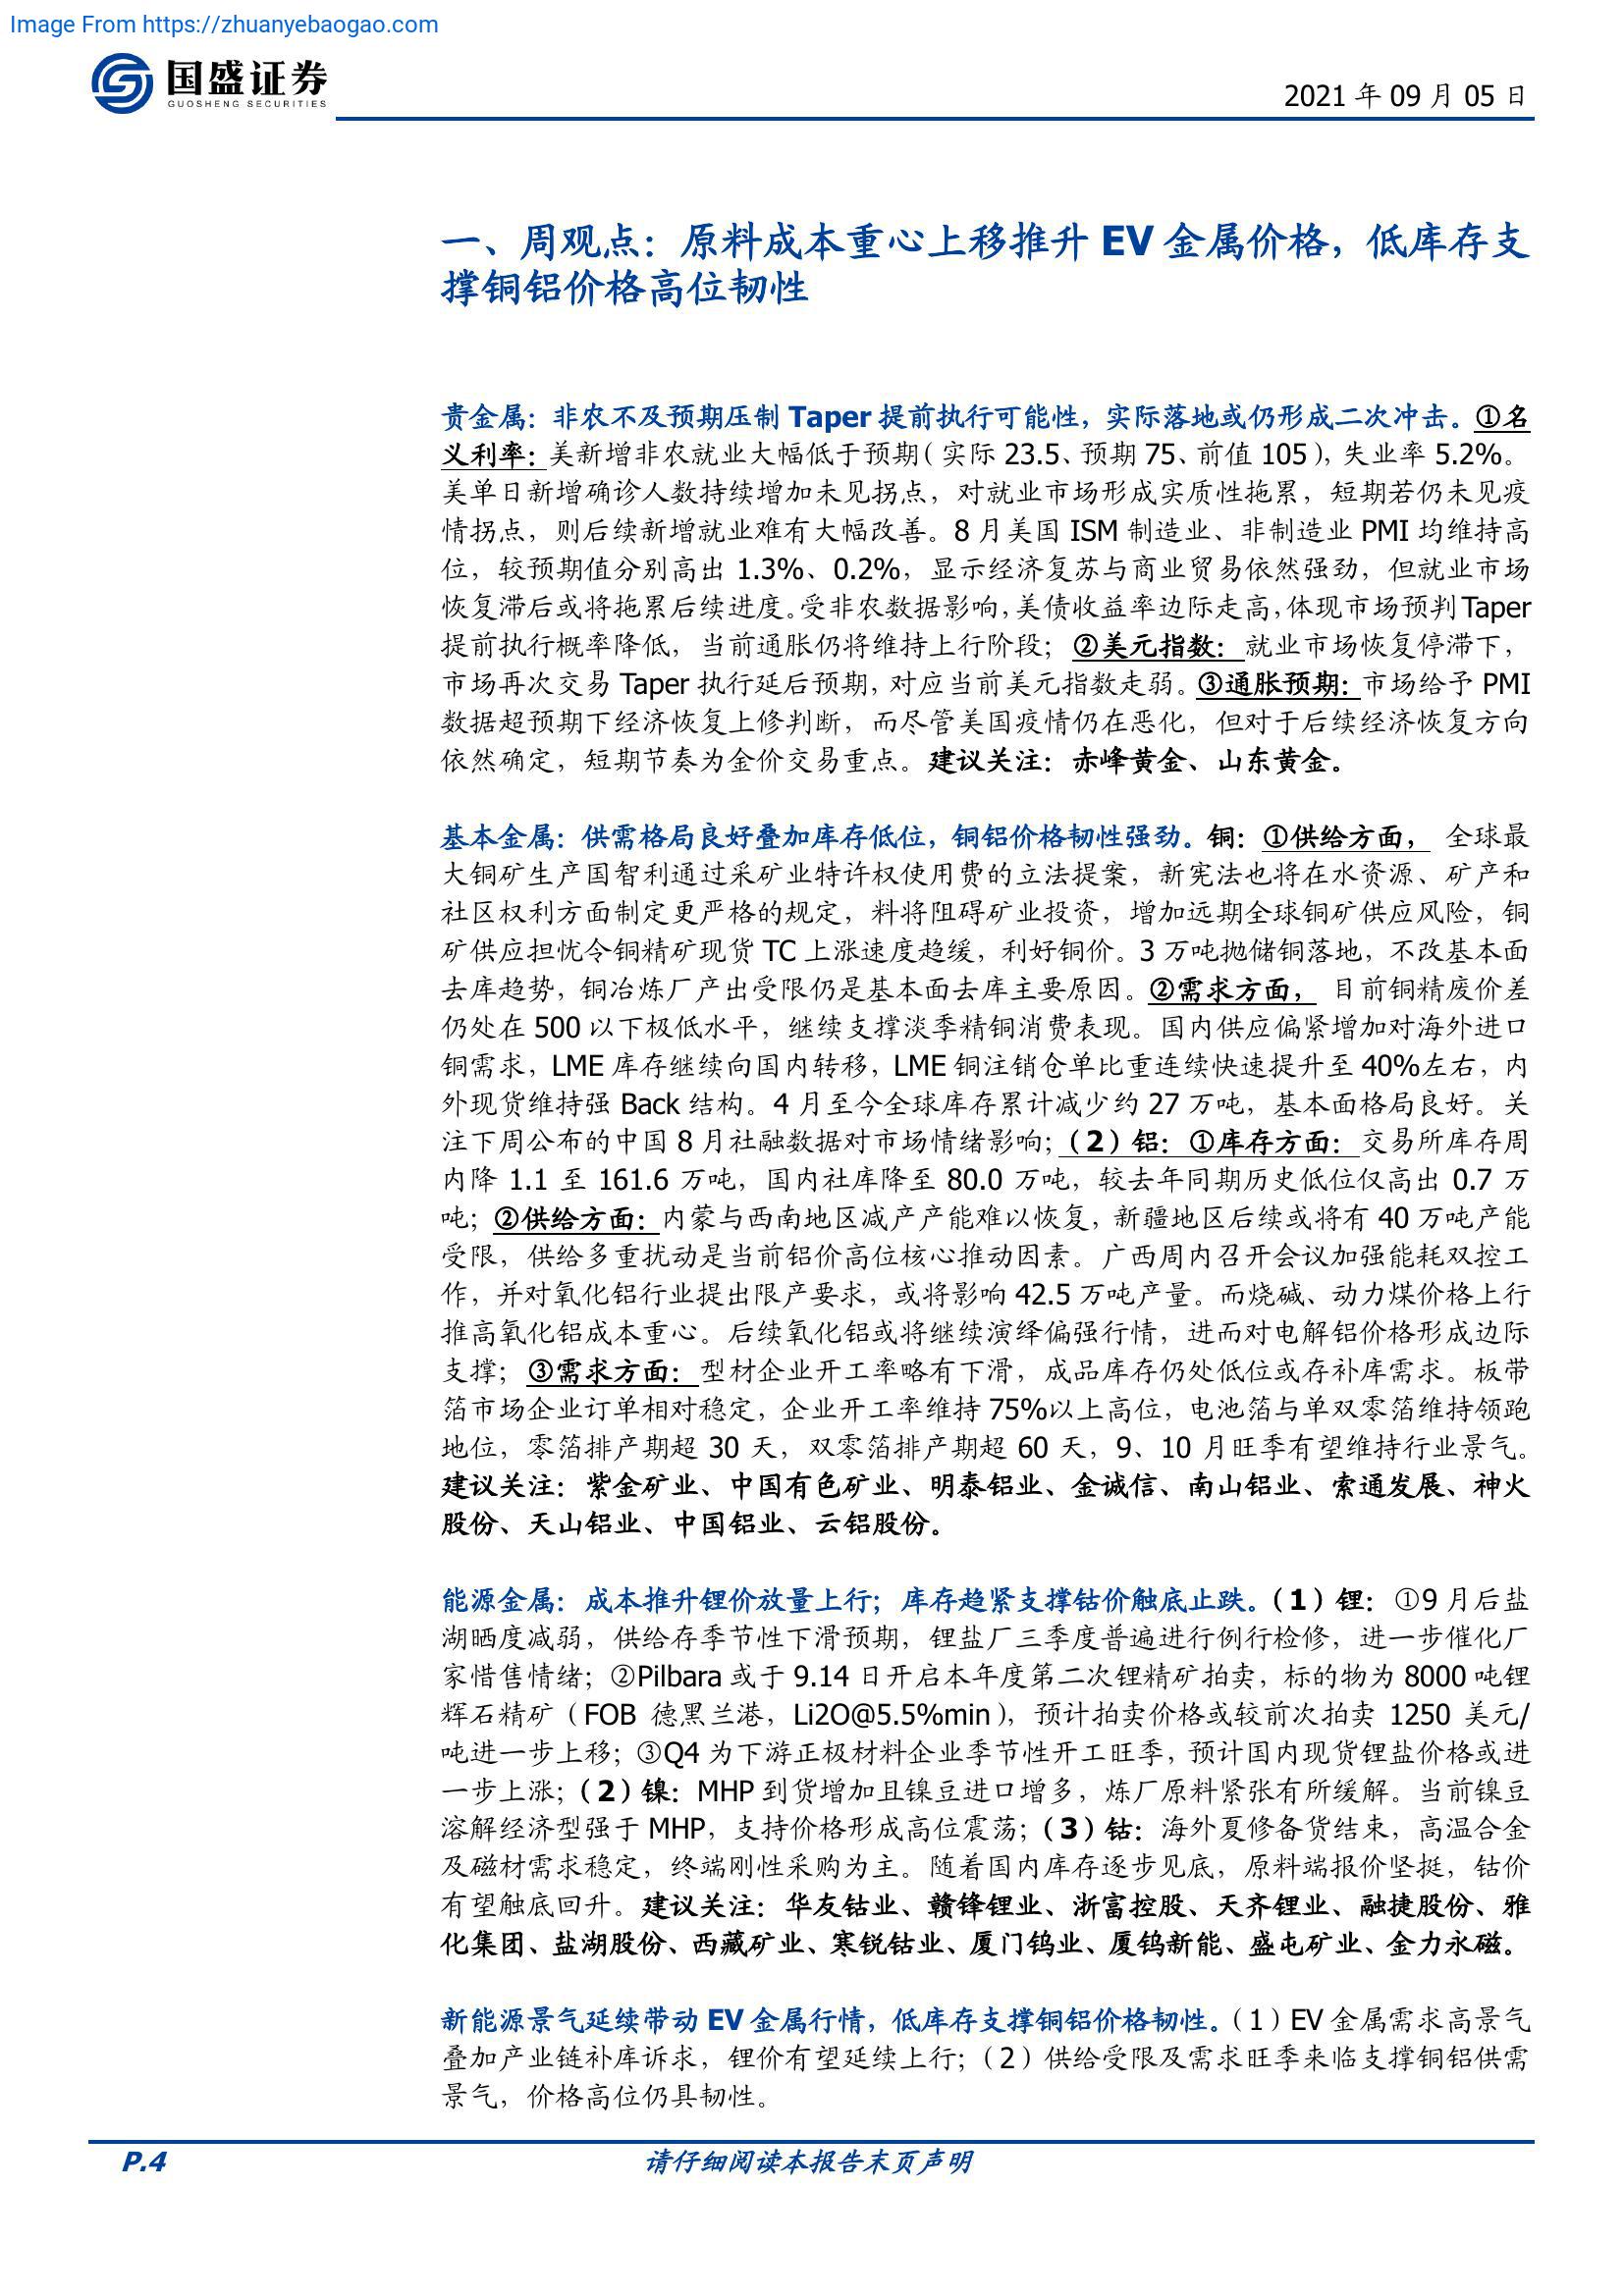 Image From https://zhuanyebaogao.com
国盛证券
GUOSHENG SECURITIES
2021 年 09 月 05 日
一、周观点：原料成本重心上移推升 EV 金属价格，低库存支
撑铜铝价格高位韧性
贵金属：非农不及预期压制 Taper 提前执行可能性，实际落地或仍形成二次冲击。①名
义利率：美新增非农就业大幅低于预期（实际 23.5、预期 75、前值 105），失业率 5.2%。
美单日新增确诊人数持续增加未见拐点，对就业市场形成实质性拖累，短期若仍未见疫
情拐点，则后续新增就业难有大幅改善。8 月美国 ISM 制造业、非制造业 PMI 均维持高
位，较预期值分别高出 1.3%、0.2%，显示经济复苏与商业贸易依然强劲，但就业市场
恢复滞后或将拖累后续进度。受非农数据影响，美债收益率边际走高，体现市场预判 Taper
提前执行概率降低，当前通胀仍将维持上行阶段；②美元指数：就业市场恢复停滞下，
市场再次交易 Taper 执行延后预期，对应当前美元指数走弱。③通胀预期：市场给予 PMI
数据超预期下经济恢复上修判断，而尽管美国疫情仍在恶化，但对于后续经济恢复方向
依然确定，短期节奏为金价交易重点。建议关注：赤峰黄金、山东黄金。
基本金属：供需格局良好叠加库存低位，铜铝价格韧性强劲。铜：①供给方面， 全球最
大铜矿生产国智利通过采矿业特许权使用费的立法提案，新宪法也将在水资源、矿产和
社区权利方面制定更严格的规定，料将阻碍矿业投资，增加远期全球铜矿供应风险，铜
矿供应担忧令铜精矿现货 TC 上涨速度趋缓，利好铜价。3 万吨抛储铜落地，不改基本面
去库趋势，铜冶炼厂产出受限仍是基本面去库主要原因。②需求方面， 目前铜精废价差
仍处在 500 以下极低水平，继续支撑淡季精铜消费表现。国内供应偏紧增加对海外进口
铜需求，LME 库存继续向国内转移，LME 铜注销仓单比重连续快速提升至 40%左右，内
外现货维持强 Back 结构。4 月至今全球库存累计减少约 27 万吨，基本面格局良好。关
注下周公布的中国 8 月社融数据对市场情绪影响；（2）铝：①库存方面：交易所库存周
内降 1.1 至 161.6 万吨，国内社库降至 80.0 万吨，较去年同期历史低位仅高出 0.7 万
吨；②供给方面：内蒙与西南地区减产产能难以恢复，新疆地区后续或将有 40 万吨产能
受限，供给多重扰动是当前铝价高位核心推动因素。广西周内召开会议加强能耗双控工
作，并对氧化铝行业提出限产要求，或将影响 42.5 万吨产量。而烧碱、动力煤价格上行
推高氧化铝成本重心。后续氧化铝或将继续演绎偏强行情，进而对电解铝价格形成边际
支撑；③需求方面：型材企业开工率略有下滑，成品库存仍处低位或存补库需求。板带
箔市场企业订单相对稳定，企业开工率维持 75%以上高位，电池箔与单双零箔维持领跑
地位，零箔排产期超 30 天，双零箔排产期超 60 天，9、10 月旺季有望维持行业景气。
建议关注：紫金矿业、中国有色矿业、明泰铝业、金诚信、南山铝业、索通发展、神火
股份、天山铝业、中国铝业、云铝股份。
能源金属：成本推升锂价放量上行；库存趋紧支撑钴价触底止跌。（1）锂：①9 月后盐
湖晒度减弱，供给存季节性下滑预期，锂盐厂三季度普遍进行例行检修，进一步催化厂
家惜售情绪；②Pilbara 或于 9.14 日开启本年度第二次锂精矿拍卖，标的物为 8000 吨锂
辉石精矿（FOB 德黑兰港，Li2O@5.5%min），预计拍卖价格或较前次拍卖 1250 美元/
吨进一步上移；③Q4 为下游正极材料企业季节性开工旺季，预计国内现货锂盐价格或进
一步上涨；（2）镍：MHP 到货增加且镍豆进口增多，炼厂原料紧张有所缓解。当前镍豆
溶解经济型强于 MHP，支持价格形成高位震荡；（3）钴：海外夏修备货结束，高温合金
及磁材需求稳定，终端刚性采购为主。随着国内库存逐步见底，原料端报价坚挺，钴价
有望触底回升。建议关注：华友钴业、赣锋锂业、浙富控股、天齐锂业、融捷股份、雅
化集团、盐湖股份、西藏矿业、寒锐钴业、厦门钨业、厦钨新能、盛屯矿业、金力永磁。
新能源景气延续带动 EV 金属行情，低库存支撑铜铝价格韧性。（1）EV 金属需求高景气
叠加产业链补库诉求，锂价有望延续上行；（2）供给受限及需求旺季来临支撑铜铝供需
景气，价格高位仍具韧性。
P.4
请仔细阅读本报告末页声明